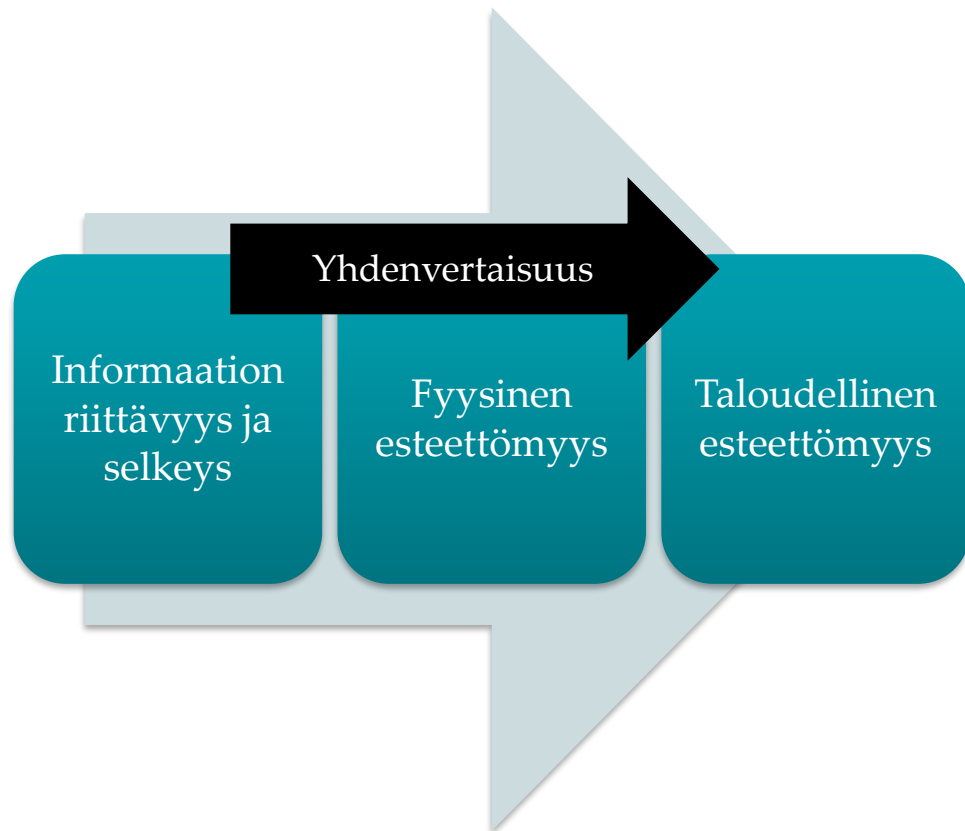 Yhdenvertaisuus
Informaation
riittävyys ja
selkeys
Fyysinen
esteettömyys
Taloudellinen
esteettömyys